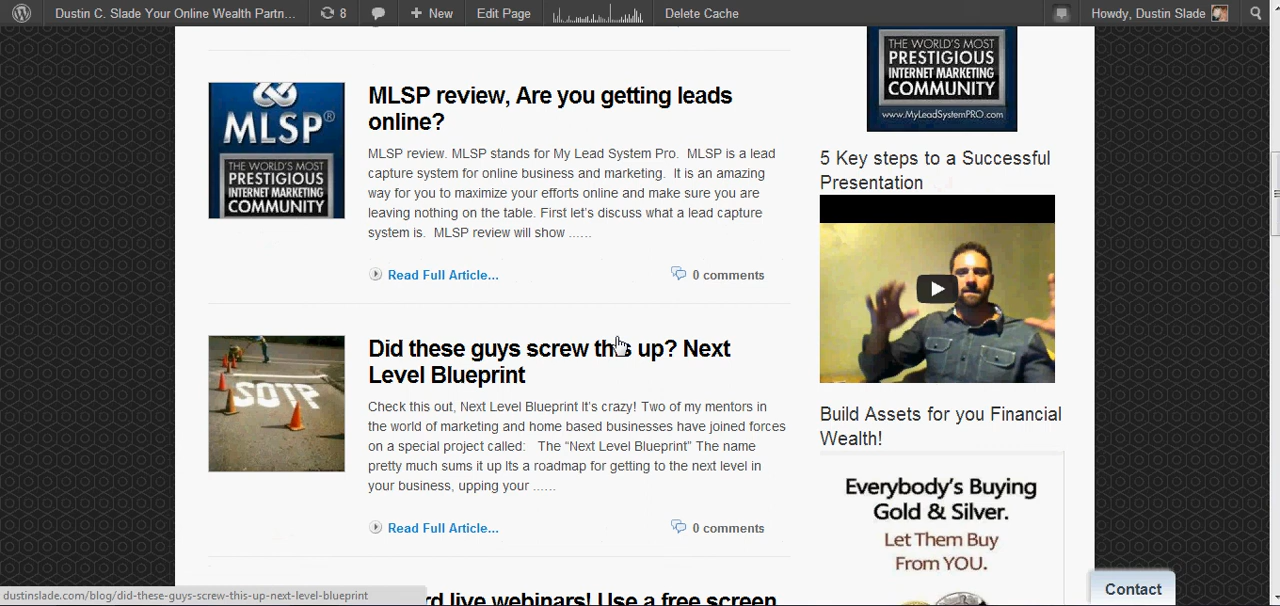 Dustin C. Slade Your Online Wealth Partn... 8 New Edit Page Delete Cache Howdy, Dustin Slade
MLSP®
THE WORLD'S MOST
PRESTIGIOUS
INTERNET MARKETING
COMMUNITY
MLSP review, Are you getting leads
online?
MLSP review. MLSP stands for My Lead System Pro.  MLSP is a lead
capture system for online business and marketing.  It is an amazing
way for you to maximize your efforts online and make sure you are
leaving nothing on the table. First let's discuss what a lead capture
system is.  MLSP review will show ......
Read Full Article... 0 comments
SOTP
Did these guys screw this up? Next
Level Blueprint
Check this out, Next Level Blueprint It's crazy! Two of my mentors in
the world of marketing and home based businesses have joined forces
on a special project called:   The “Next Level Blueprint” The name
pretty much sums it up Its a roadmap for getting to the next level in
your business, upping your ......
Read Full Article... 0 comments
live webinars! Use a free screen
THE WORLD'S MOST
PRESTIGIOUS
INTERNET MARKETING
COMMUNITY
www.MyLeadSystemPRO.com
5 Key steps to a Successful
Presentation
Build Assets for you Financial
Wealth!
Everybody's Buying
Gold & Silver.
Let Them Buy
From YOU.
Contact
dustinslade.com/blog/did-these-guys-screw-this-up-next-level-blueprint